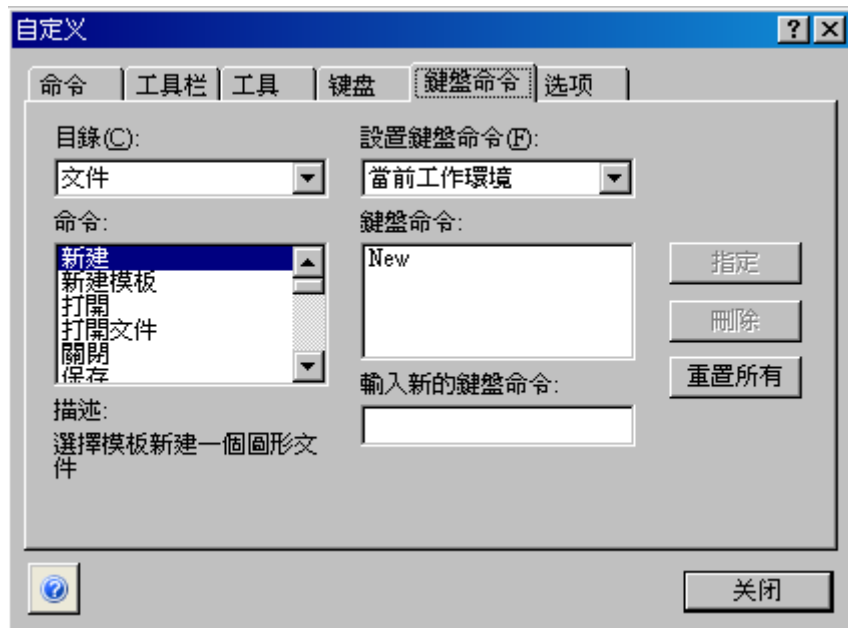 自定义
命令 工具栏 工具 键盘 鍵盤命令 选项
目錄(C):
文件
設置鍵盤命令(F):
當前工作環境
命令:
新建
新建模板
打開
打開文件
關閉
保存
鍵盤命令:
New
指定
刪除
重置所有
輸入新的鍵盤命令:
描述:
選擇模板新建一個圖形文
件
关闭